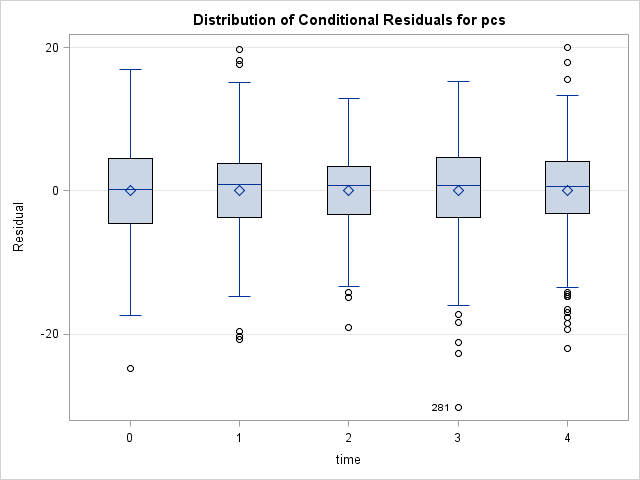 Distribution of Conditional Residuals for pcs
20
0
-20
Residual
281
0 1 2 3 4
time